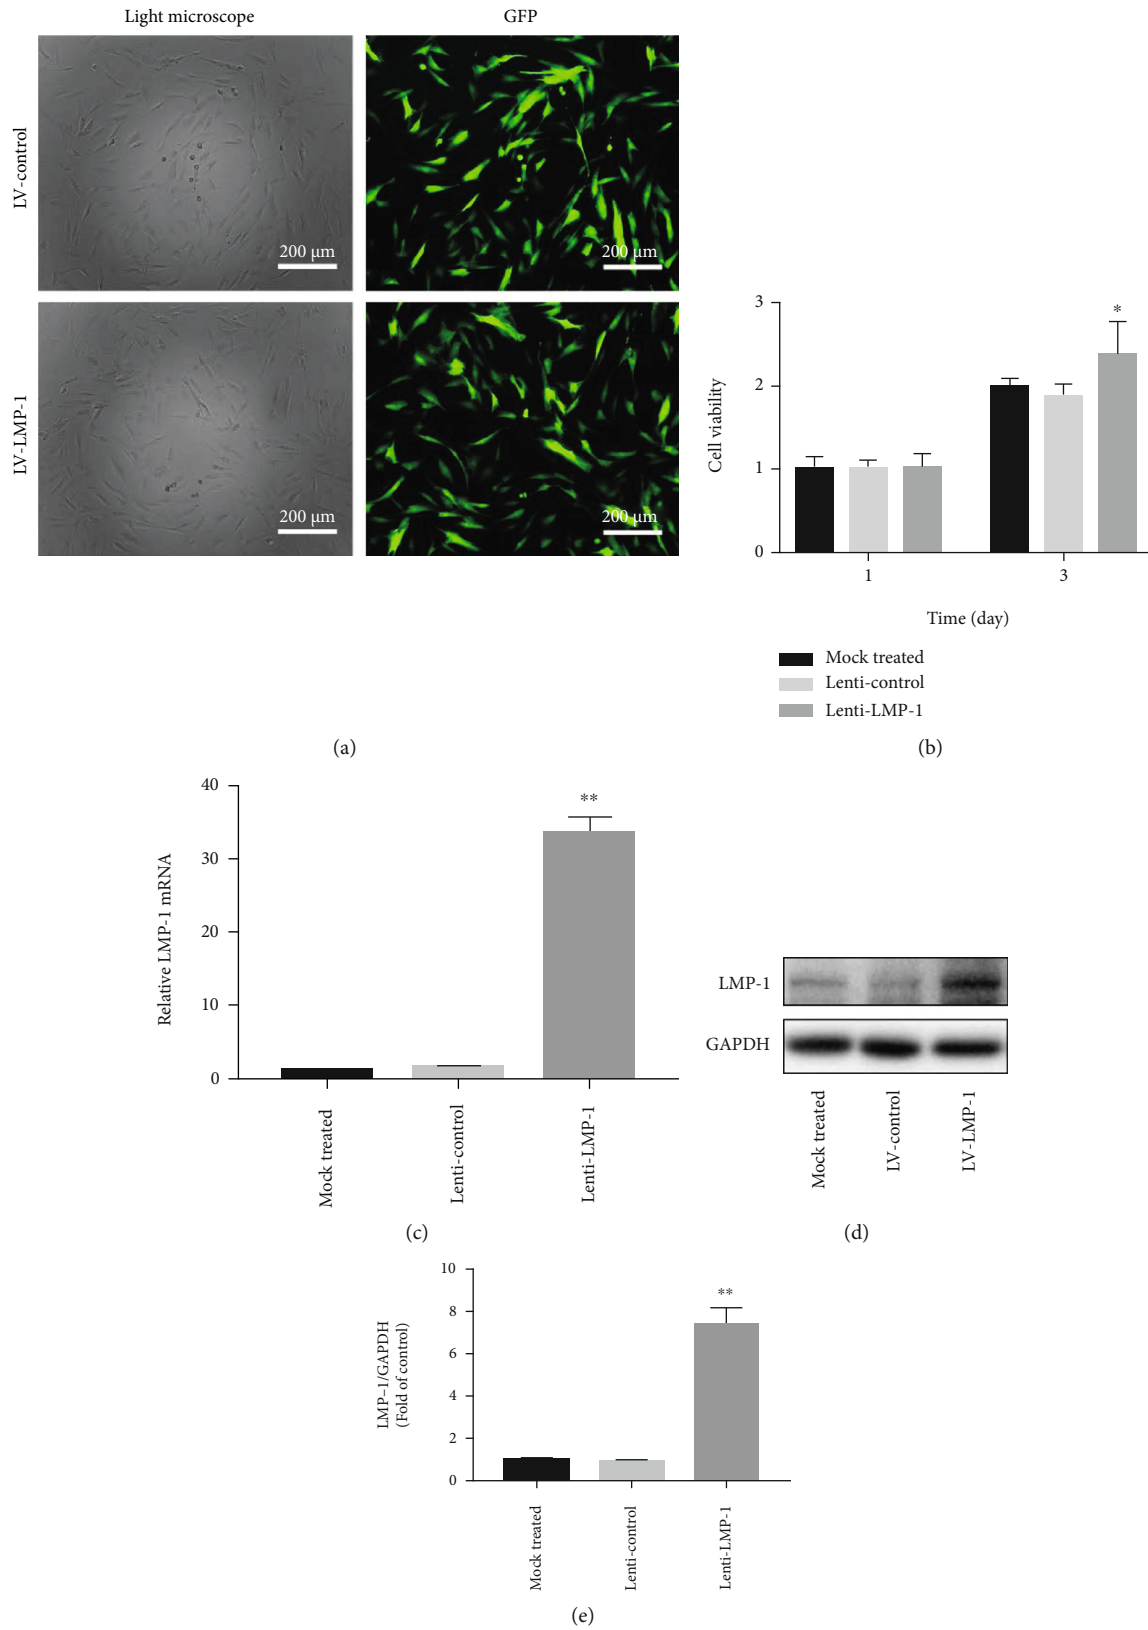 Light microscope
GFP
LV-control
200 μm
200 μm
LV-LMP-1
200 μm
200 μm
(a)
3
2
1
0
Cell viability
*
1
3
Time (day)
Mock treated
Lenti-control
Lenti-LMP-1
(b)
40
30
20
10
0
Relative LMP-1 mRNA
**
Mock treated
Lenti-control
Lenti-LMP-1
(c)
LMP-1
GAPDH
Mock treated
LV-control
LV-LMP-1
(d)
10
8
6
4
2
0
LMP-1/GAPDH
(Fold of control)
**
Mock treated
Lenti-control
Lenti-LMP-1
(e)